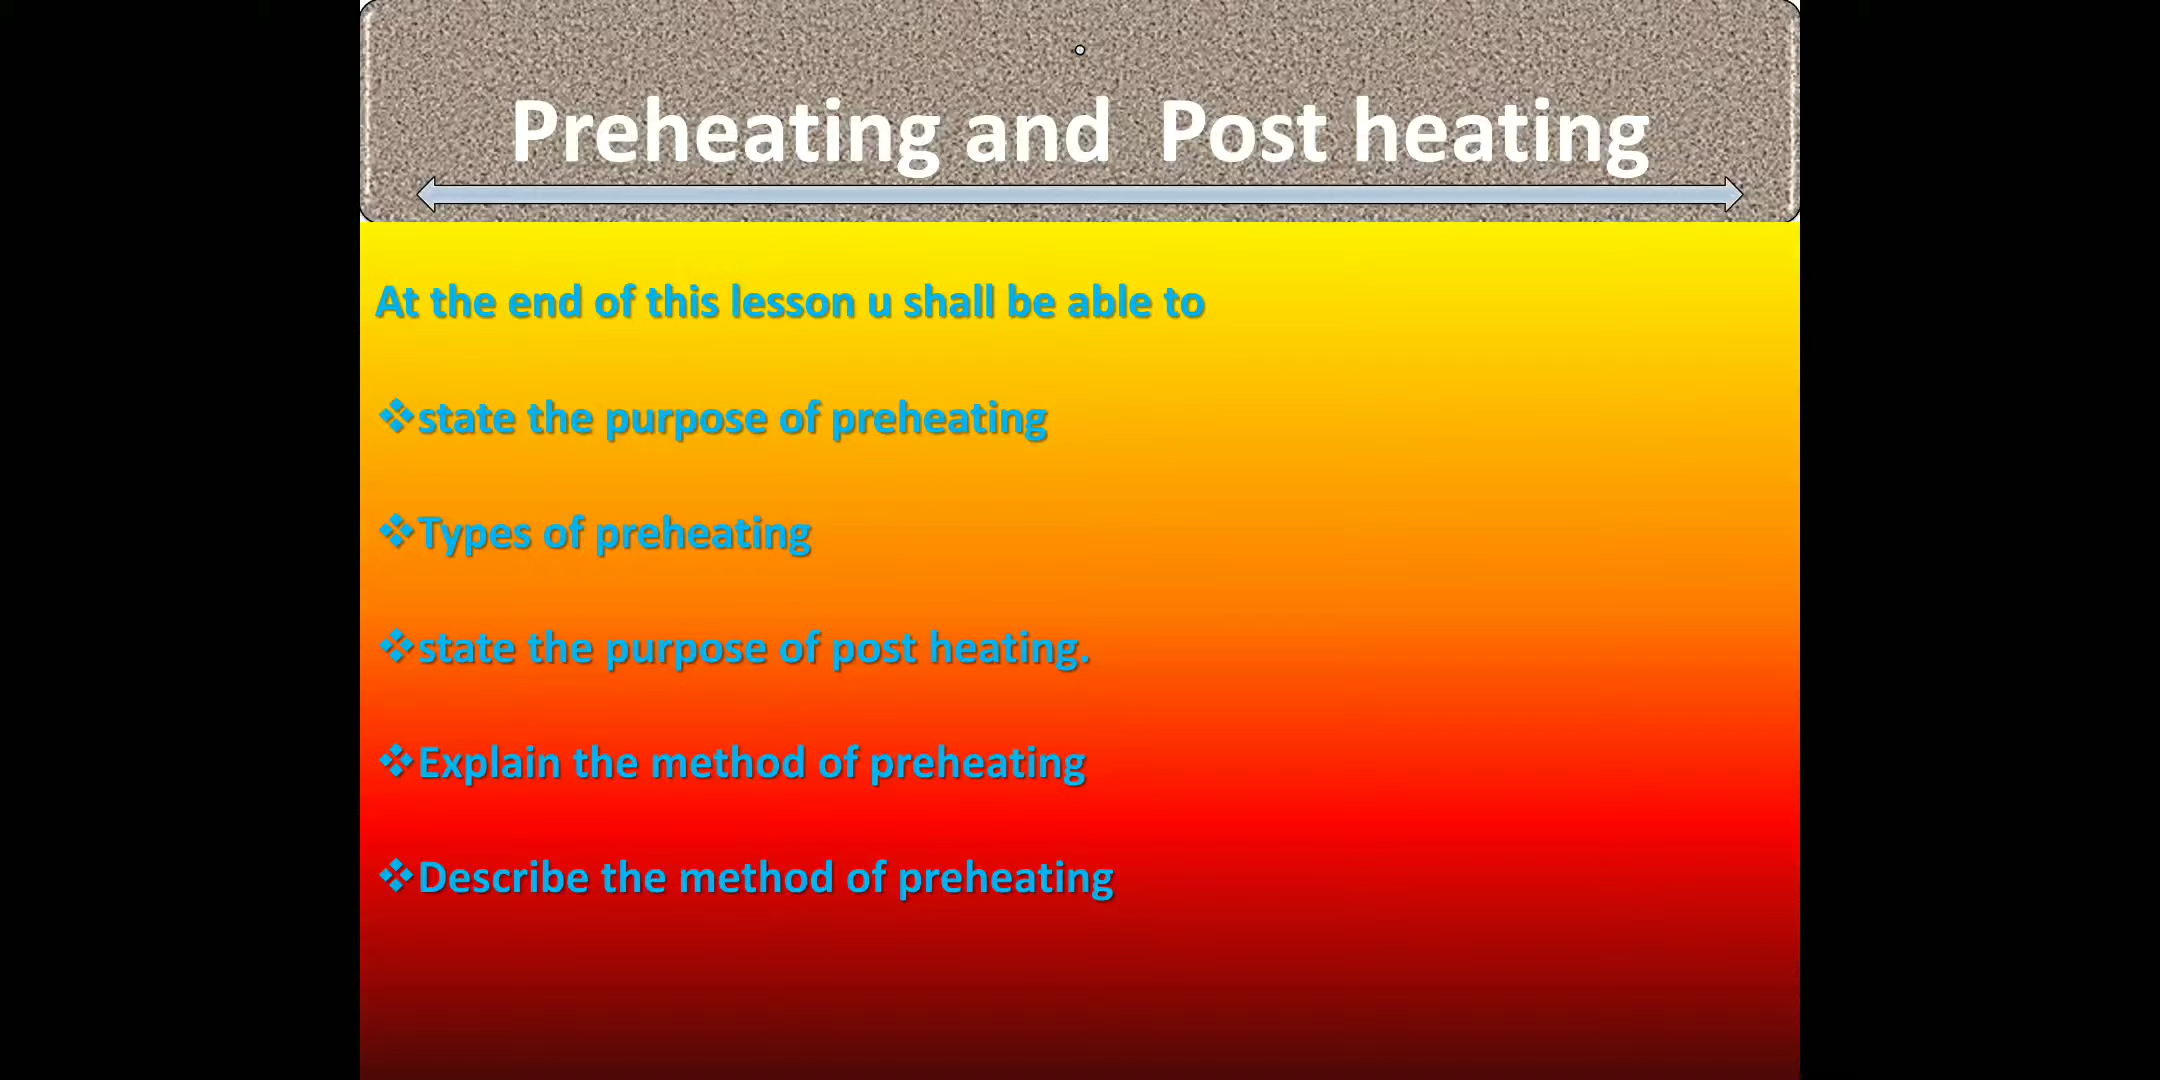 Preheating and  Post heating
At the end of this lesson u shall be able to
❖state the purpose of preheating
❖Types of preheating
❖state the purpose of post heating.
❖Explain the method of preheating
❖Describe the method of preheating